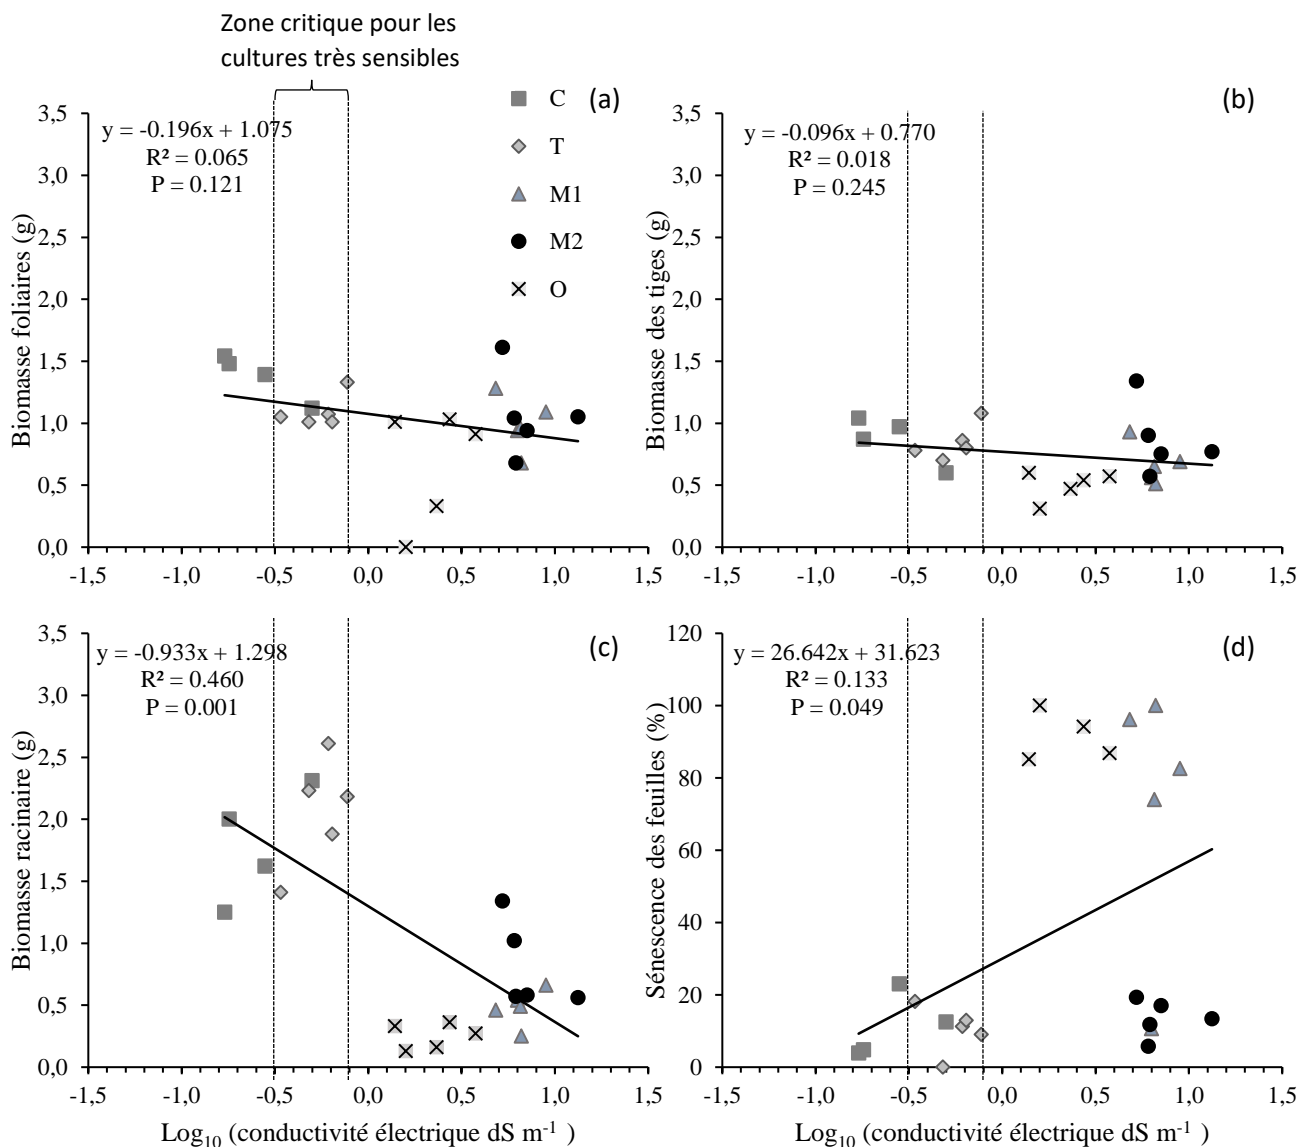 Zone critique pour les
cultures très sensibles
C
T
M1
M2
O
(a)
y = -0.196x + 1.075
R² = 0.065
P = 0.121
Biomasse foliaires (g)
3,5
3,0
2,5
2,0
1,5
1,0
0,5
0,0
-1,5 -1,0 -0,5 0,0 0,5 1,0 1,5
(b)
y = -0.096x + 0.770
R² = 0.018
P = 0.245
Biomasse des tiges (g)
3,5
3,0
2,5
2,0
1,5
1,0
0,5
0,0
-1,5 -1,0 -0,5 0,0 0,5 1,0 1,5
(c)
y = -0.933x + 1.298
R² = 0.460
P = 0.001
Biomasse racinaire (g)
3,5
3,0
2,5
2,0
1,5
1,0
0,5
0,0
-1,5 -1,0 -0,5 0,0 0,5 1,0 1,5
Log₁₀ (conductivité électrique dS m⁻¹ )
(d)
y = 26.642x + 31.623
R² = 0.133
P = 0.049
Sénescence des feuilles (%)
120
100
80
60
40
20
0
-1,5 -1,0 -0,5 0,0 0,5 1,0 1,5
Log₁₀ (conductivité électrique dS m⁻¹ )